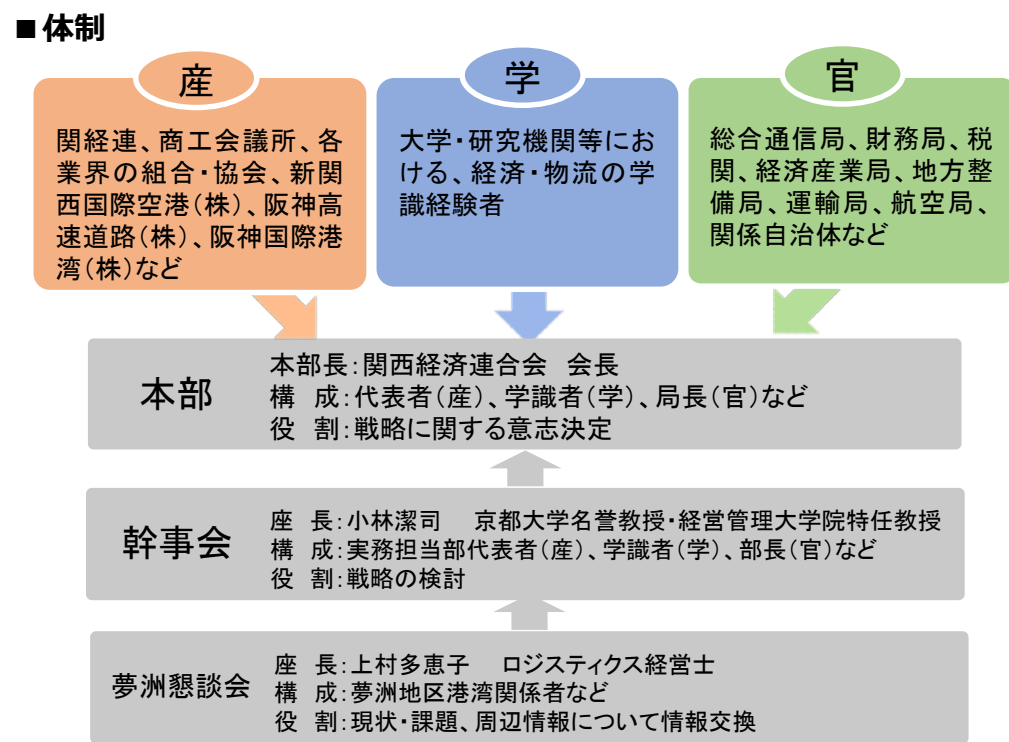 ■体制
産
関経連、商工会議所、各
業界の組合・協会、新関
西国際空港(株)、阪神高
速道路(株)、阪神国際港
湾(株)など
学
大学・研究機関等にお
ける、経済・物流の学
識経験者
官
総合通信局、財務局、税
関、経済産業局、地方整
備局、運輸局、航空局、
関係自治体など
本部
本部長:関西経済連合会 会長
構 成:代表者(産)、学識者(学)、局長(官)など
役 割:戦略に関する意志決定
幹事会
座 長:小林潔司 京都大学名誉教授・経営管理大学院特任教授
構 成:実務担当部代表者(産)、学識者(学)、部長(官)など
役 割:戦略の検討
夢洲懇談会
座 長:上村多恵子 ロジスティクス経営士
構 成:夢洲地区港湾関係者など
役 割:現状・課題、周辺情報について情報交換